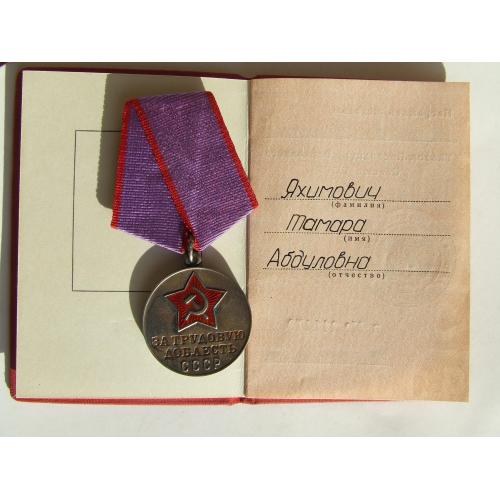 ЗА ТРУДОВУЮ
ДОБЛЕСТЬ
СССР
Яхимович
(фамилия)
Тамара
(имя)
Абдуловна
(отчество)